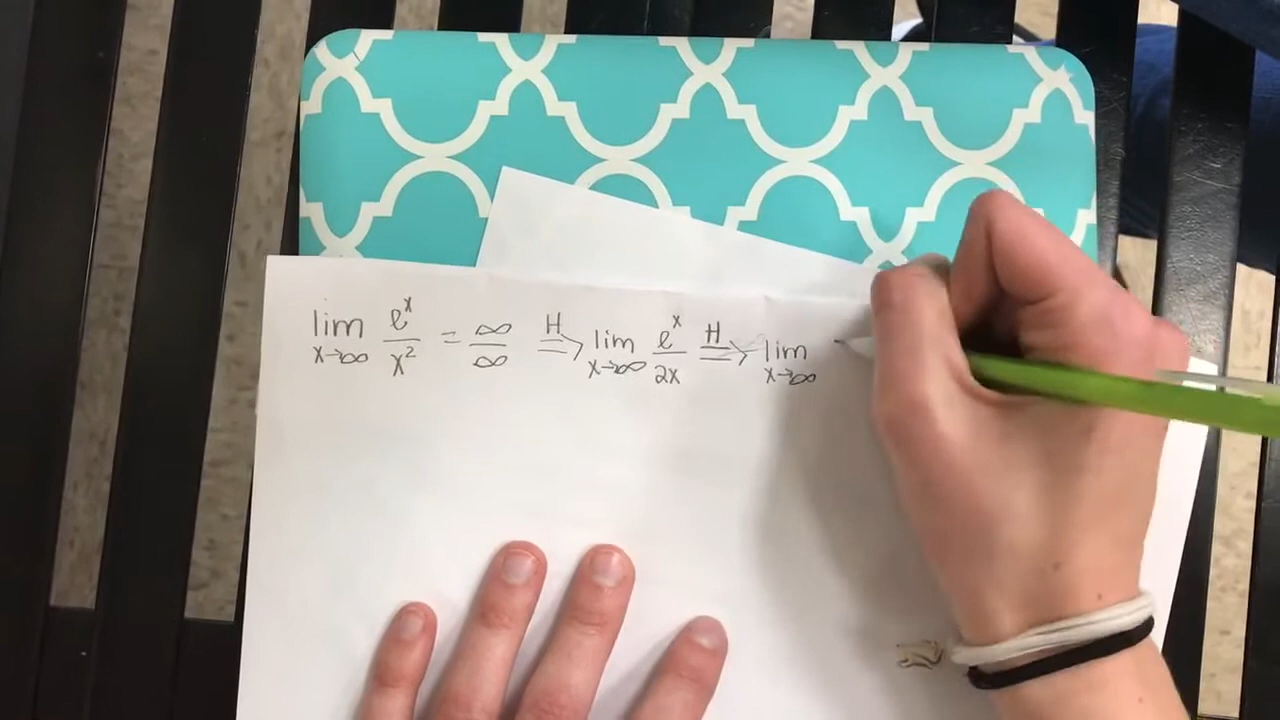 lim x→∞ e^x / x^2 = ∞/∞ H⇒ lim x→∞ e^x / 2x H⇒ lim x→∞